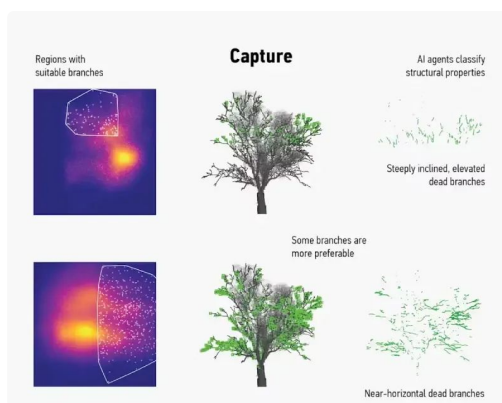 Capture
Regions with
suitable branches
AI agents classify
structural properties
Steeply inclined, elevated
dead branches
Some branches are
more preferable
Near-horizontal dead branches